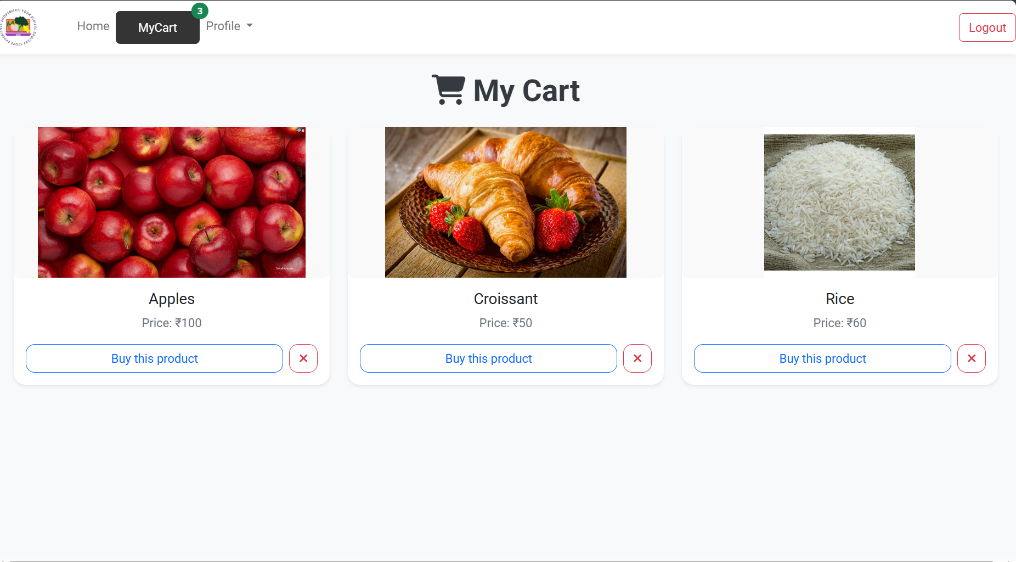 Home
MyCart
3
Profile
Logout
My Cart
Apples
Price: ₹100
Buy this product
Croissant
Price: ₹50
Buy this product
Rice
Price: ₹60
Buy this product